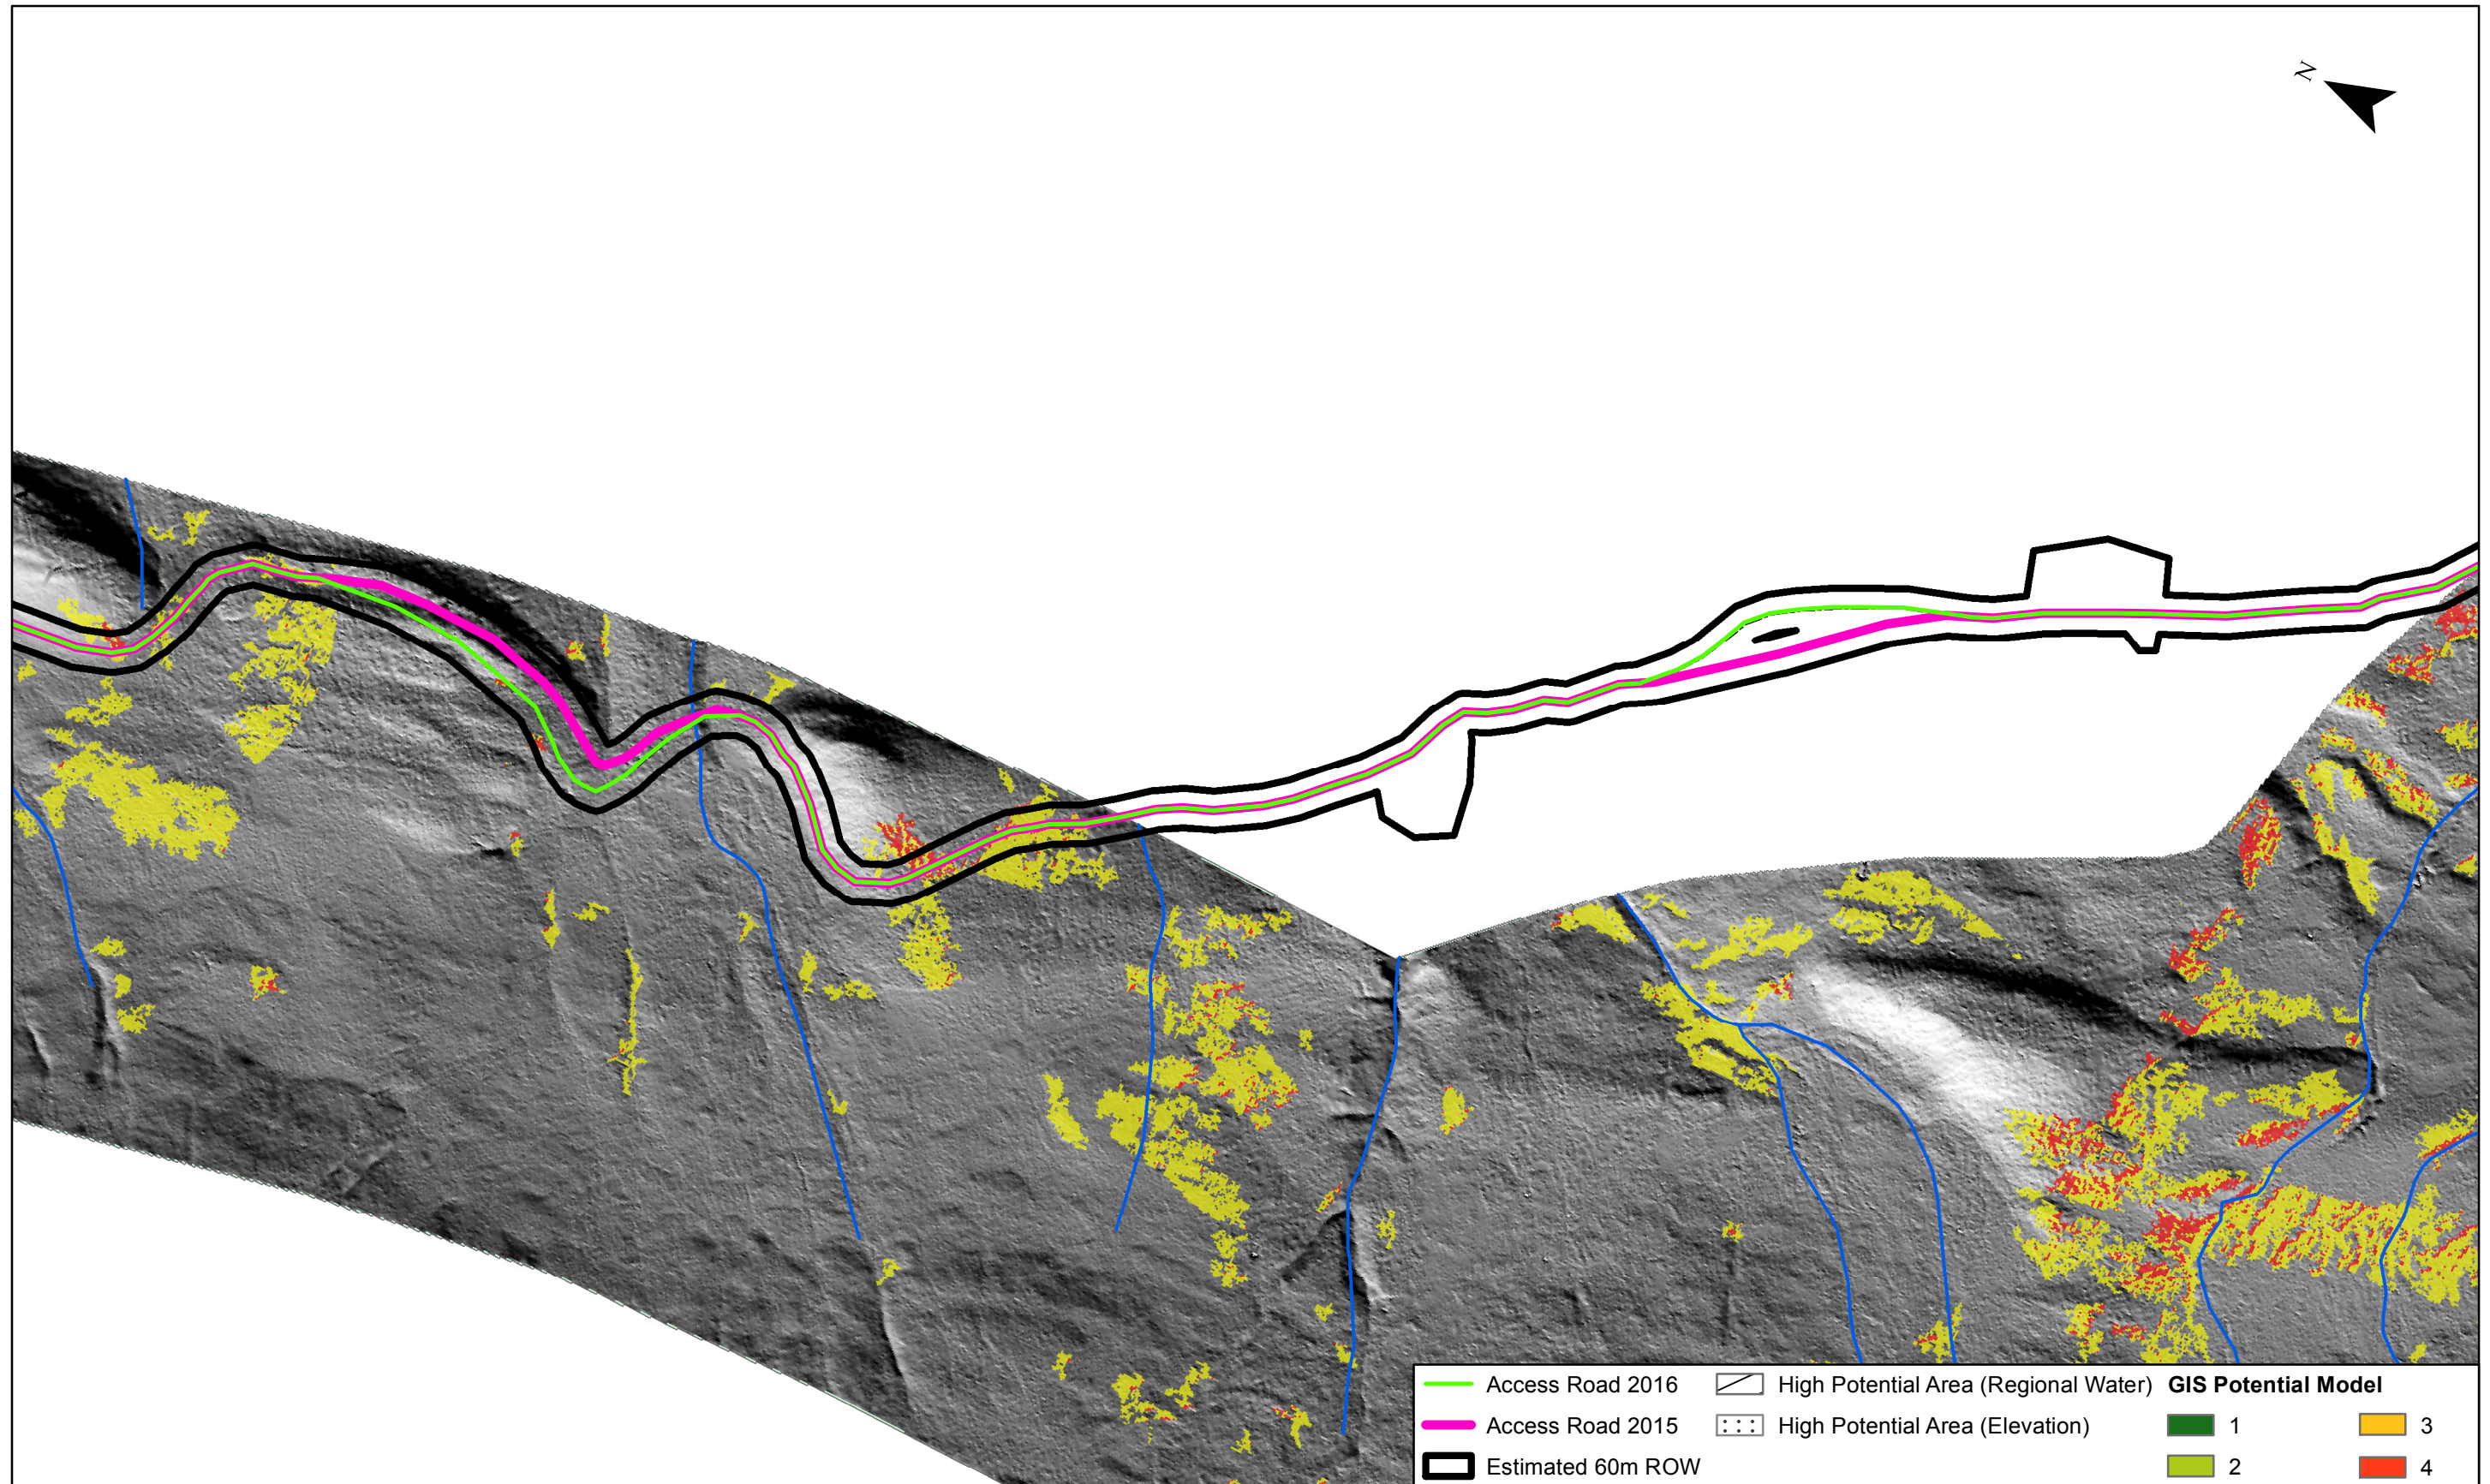 N
Access Road 2016
High Potential Area (Regional Water)
GIS Potential Model
Access Road 2015
High Potential Area (Elevation)
1
3
Estimated 60m ROW
2
4